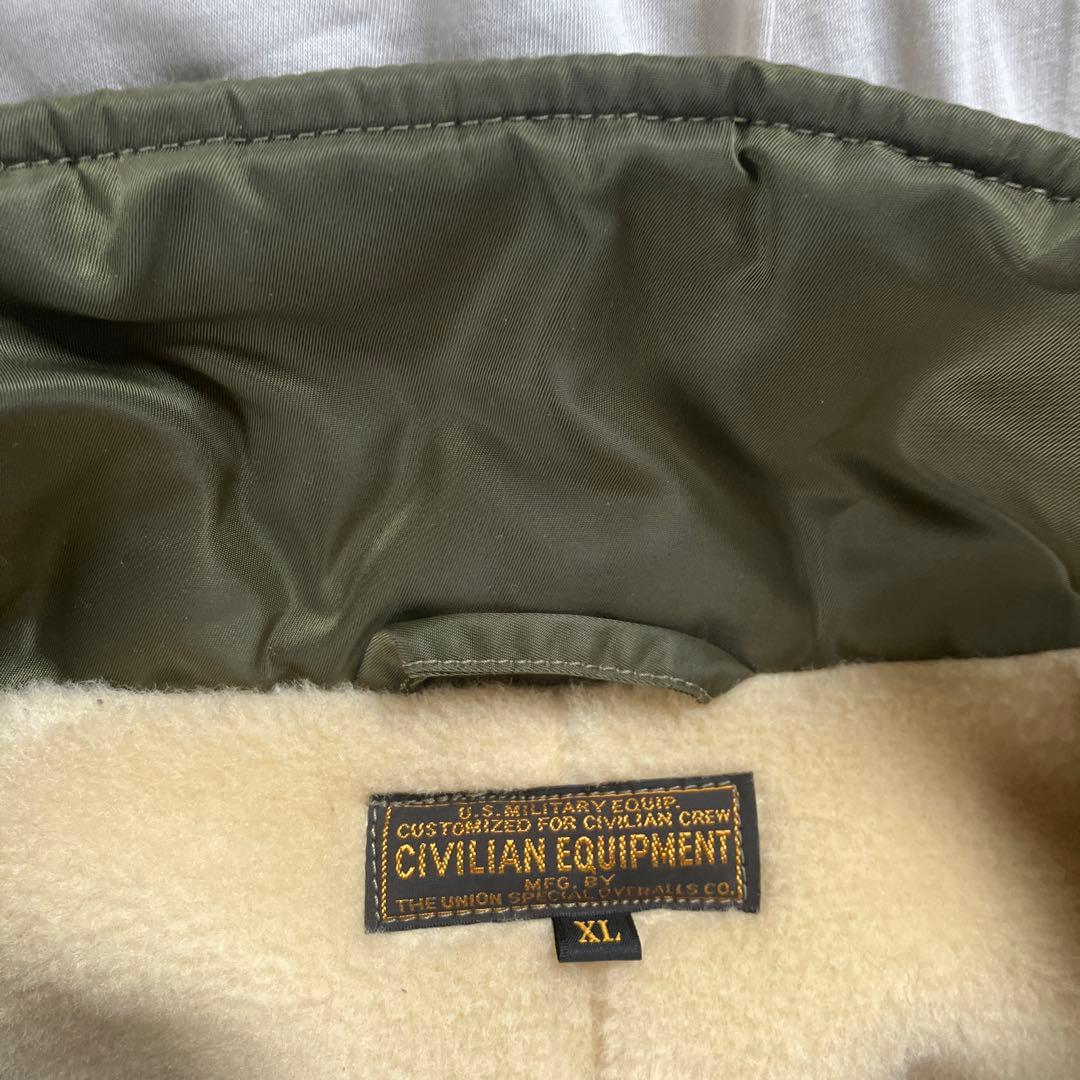 U.S. MILITARY EQUIP.
CUSTOMIZED FOR CIVILIAN CREW
CIVILIAN EQUIPMENT
MFG. BY
THE UNION SPECIAL OVERALLS CO.
XL